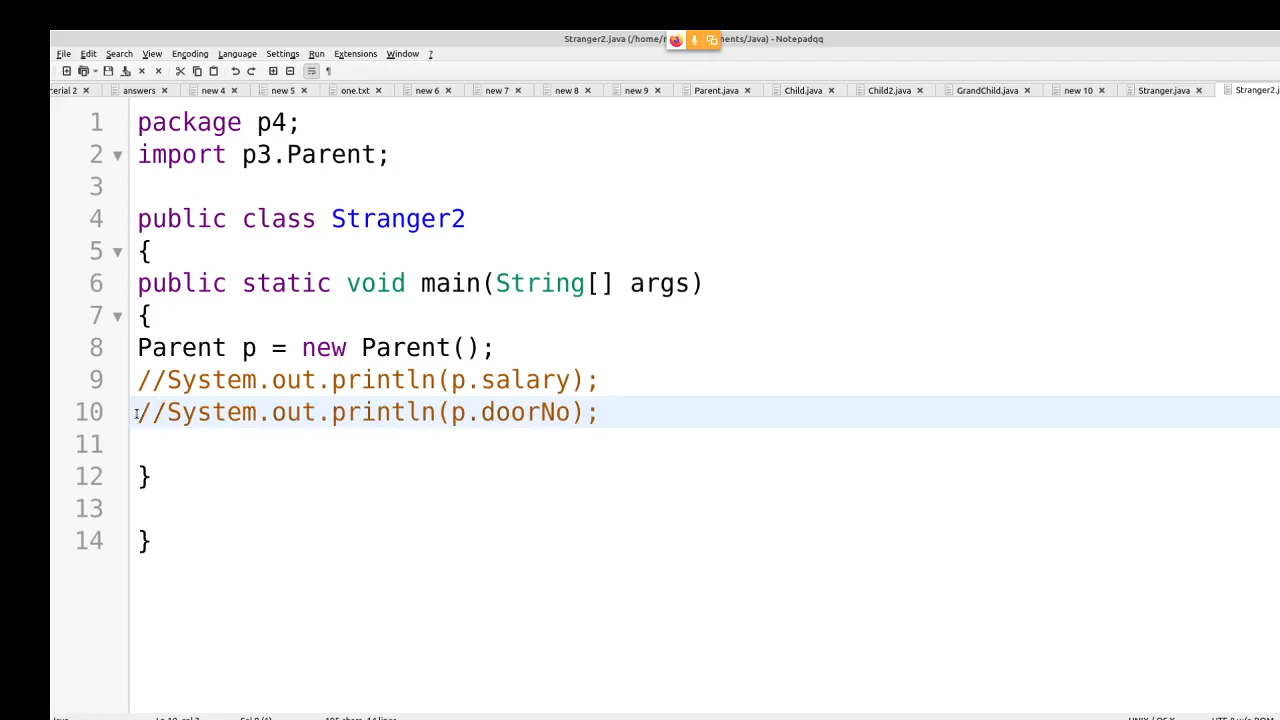 Stranger2.java (/home/ ents/Java) - Notepadqq
File Edit Search View Encoding Language Settings Run Extensions Window ?
erial 2 answers new 4 new 5 one.txt new 6 new 7 new 8 new 9 Parent.java Child.java Child2.java GrandChild.java new 10 Stranger.java Stranger2.j
1 package p4;
2 import p3.Parent;
3
4 public class Stranger2
5 {
6 public static void main(String[] args)
7 {
8 Parent p = new Parent();
9 //System.out.println(p.salary);
10 //System.out.println(p.doorNo);
11
12 }
13
14 }